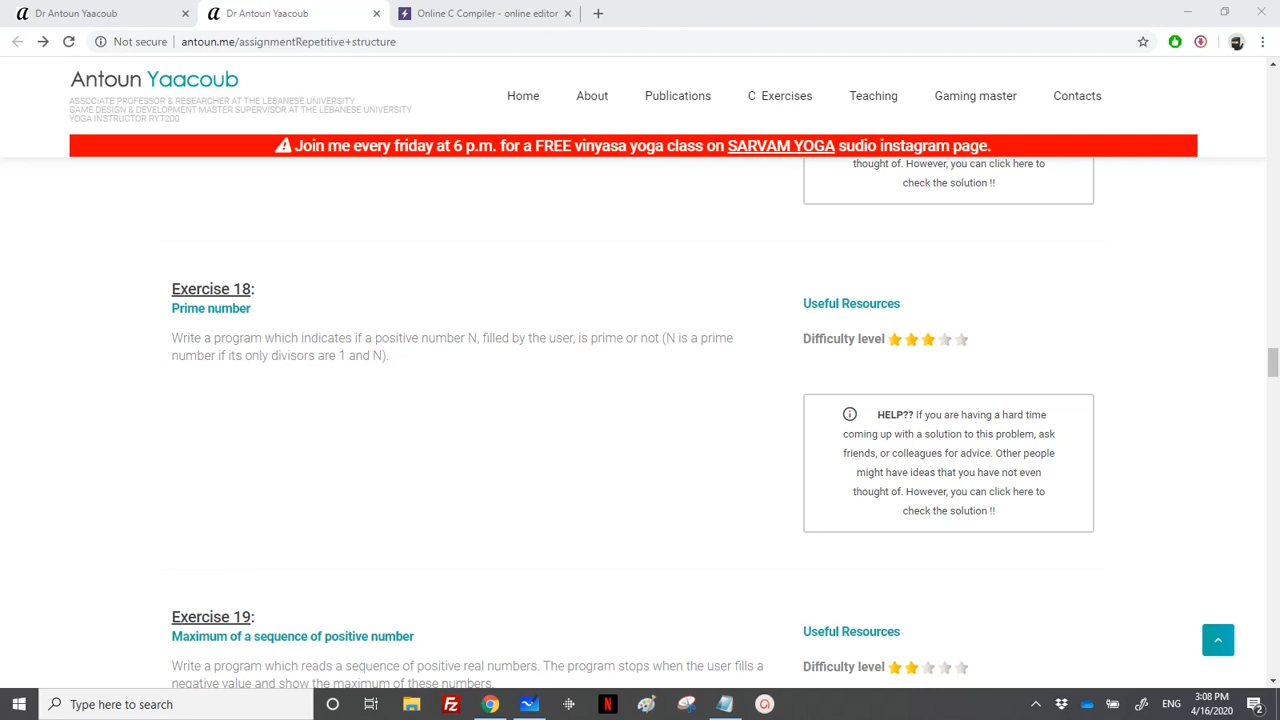 Dr Antoun Yaacoub
Dr Antoun Yaacoub
Online C Compiler - online editor
Not secure | antoun.me/assignmentRepetitive+structure
Antoun Yaacoub
ASSOCIATE PROFESSOR & RESEARCHER AT THE LEBANESE UNIVERSITY
GAME DESIGN & DEVELOPMENT MASTER SUPERVISOR AT THE LEBANESE UNIVERSITY
YOGA INSTRUCTOR RYT200
Home
About
Publications
C Exercises
Teaching
Gaming master
Contacts
Join me every friday at 6 p.m. for a FREE vinyasa yoga class on SARVAM YOGA sudio instagram page.
thought of. However, you can click here to
check the solution !!
Exercise 18:
Prime number
Write a program which indicates if a positive number N, filled by the user, is prime or not (N is a prime
number if its only divisors are 1 and N).
Useful Resources
Difficulty level
HELP?? If you are having a hard time
coming up with a solution to this problem, ask
friends, or colleagues for advice. Other people
might have ideas that you have not even
thought of. However, you can click here to
check the solution !!
Exercise 19:
Maximum of a sequence of positive number
Write a program which reads a sequence of positive real numbers. The program stops when the user fills a
negative value and show the maximum of these numbers.
Useful Resources
Difficulty level
Type here to search
ENG
3:08 PM
4/16/2020
2